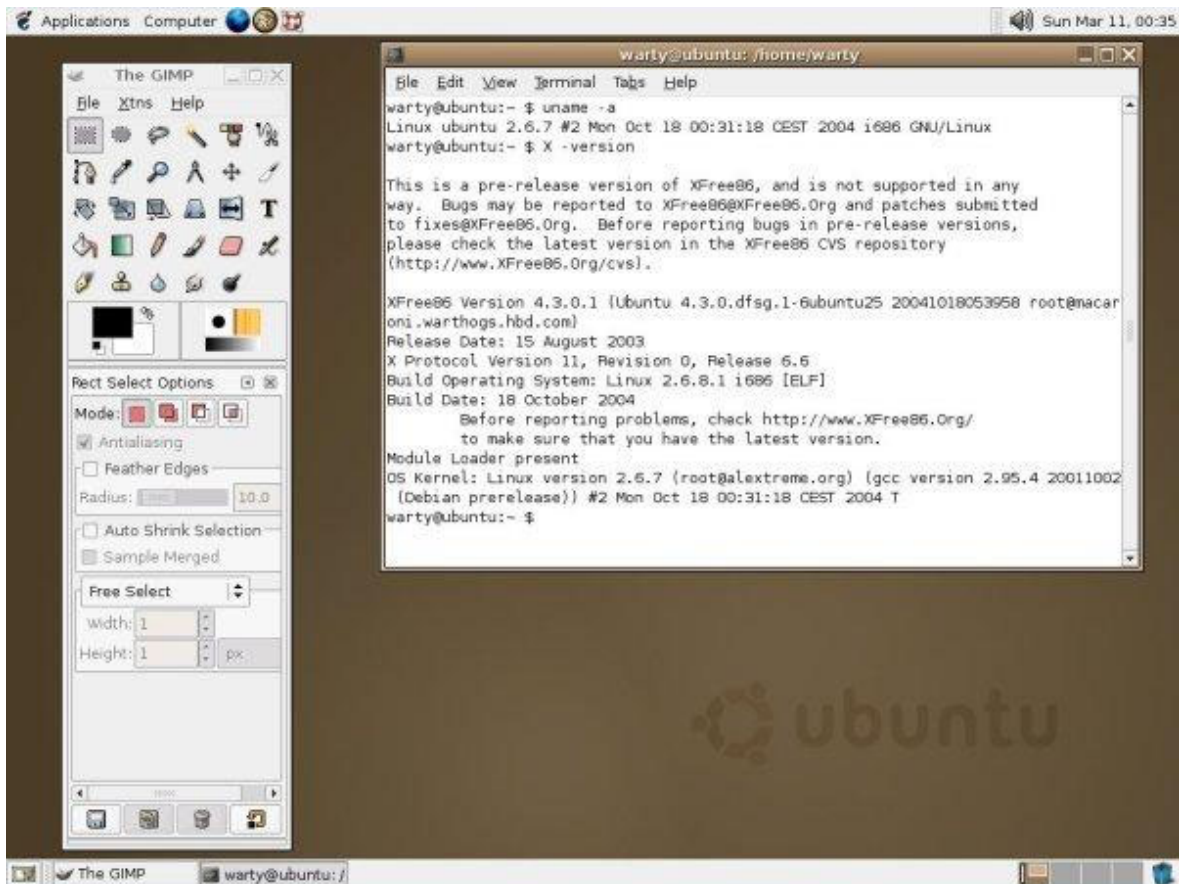 Applications Computer
Sun Mar 11, 00:35
The GIMP
File Xtns Help
T
Rect Select Options
Mode:
Antialiasing
Feather Edges
Radius: 10.0
Auto Shrink Selection
Sample Merged
Free Select
Width: 1
Height: 1 px
warty@ubuntu: /home/warty
File Edit View Terminal Tabs Help
warty@ubuntu:~ $ uname -a
Linux ubuntu 2.6.7 #2 Mon Oct 18 00:31:18 CEST 2004 i686 GNU/Linux
warty@ubuntu:~ $ X -version
This is a pre-release version of XFree86, and is not supported in any
way. Bugs may be reported to XFree86@XFree86.Org and patches submitted
to fixes@XFree86.Org. Before reporting bugs in pre-release versions,
please check the latest version in the XFree86 CVS repository
(http://www.XFree86.Org/cvs).
XFree86 Version 4.3.0.1 (Ubuntu 4.3.0.dfsg.1-6ubuntu25 20041018053958 root@macar
oni.warthogs.hbd.com)
Release Date: 15 August 2003
X Protocol Version 11, Revision 0, Release 6.6
Build Operating System: Linux 2.6.8.1 i686 [ELF]
Build Date: 18 October 2004
Before reporting problems, check http://www.XFree86.Org/
to make sure that you have the latest version.
Module Loader present
OS Kernel: Linux version 2.6.7 (root@alextreme.org) (gcc version 2.95.4 20011002
(Debian prerelease)) #2 Mon Oct 18 00:31:18 CEST 2004 T
warty@ubuntu:~ $
ubuntu
The GIMP
warty@ubuntu: /